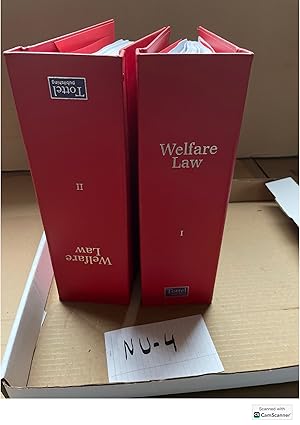 Tottel
publishing
II
Welfare
Law
Welfare
Law
I
Tottel
NU-4
Scanned with
CamScanner